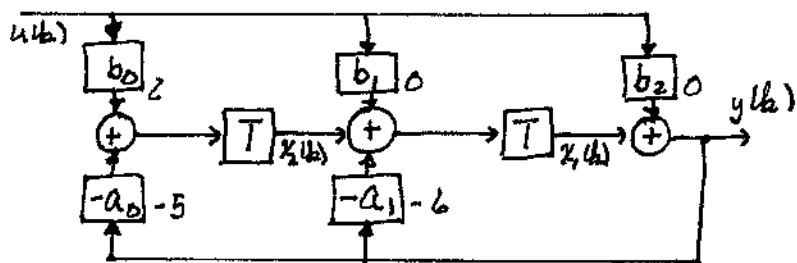 u(k)
b₀ 2
b₁ 0
b₂ 0
y(k)
+ T x₂(k) + T x₁(k) +
-a₀ -5
-a₁ -6